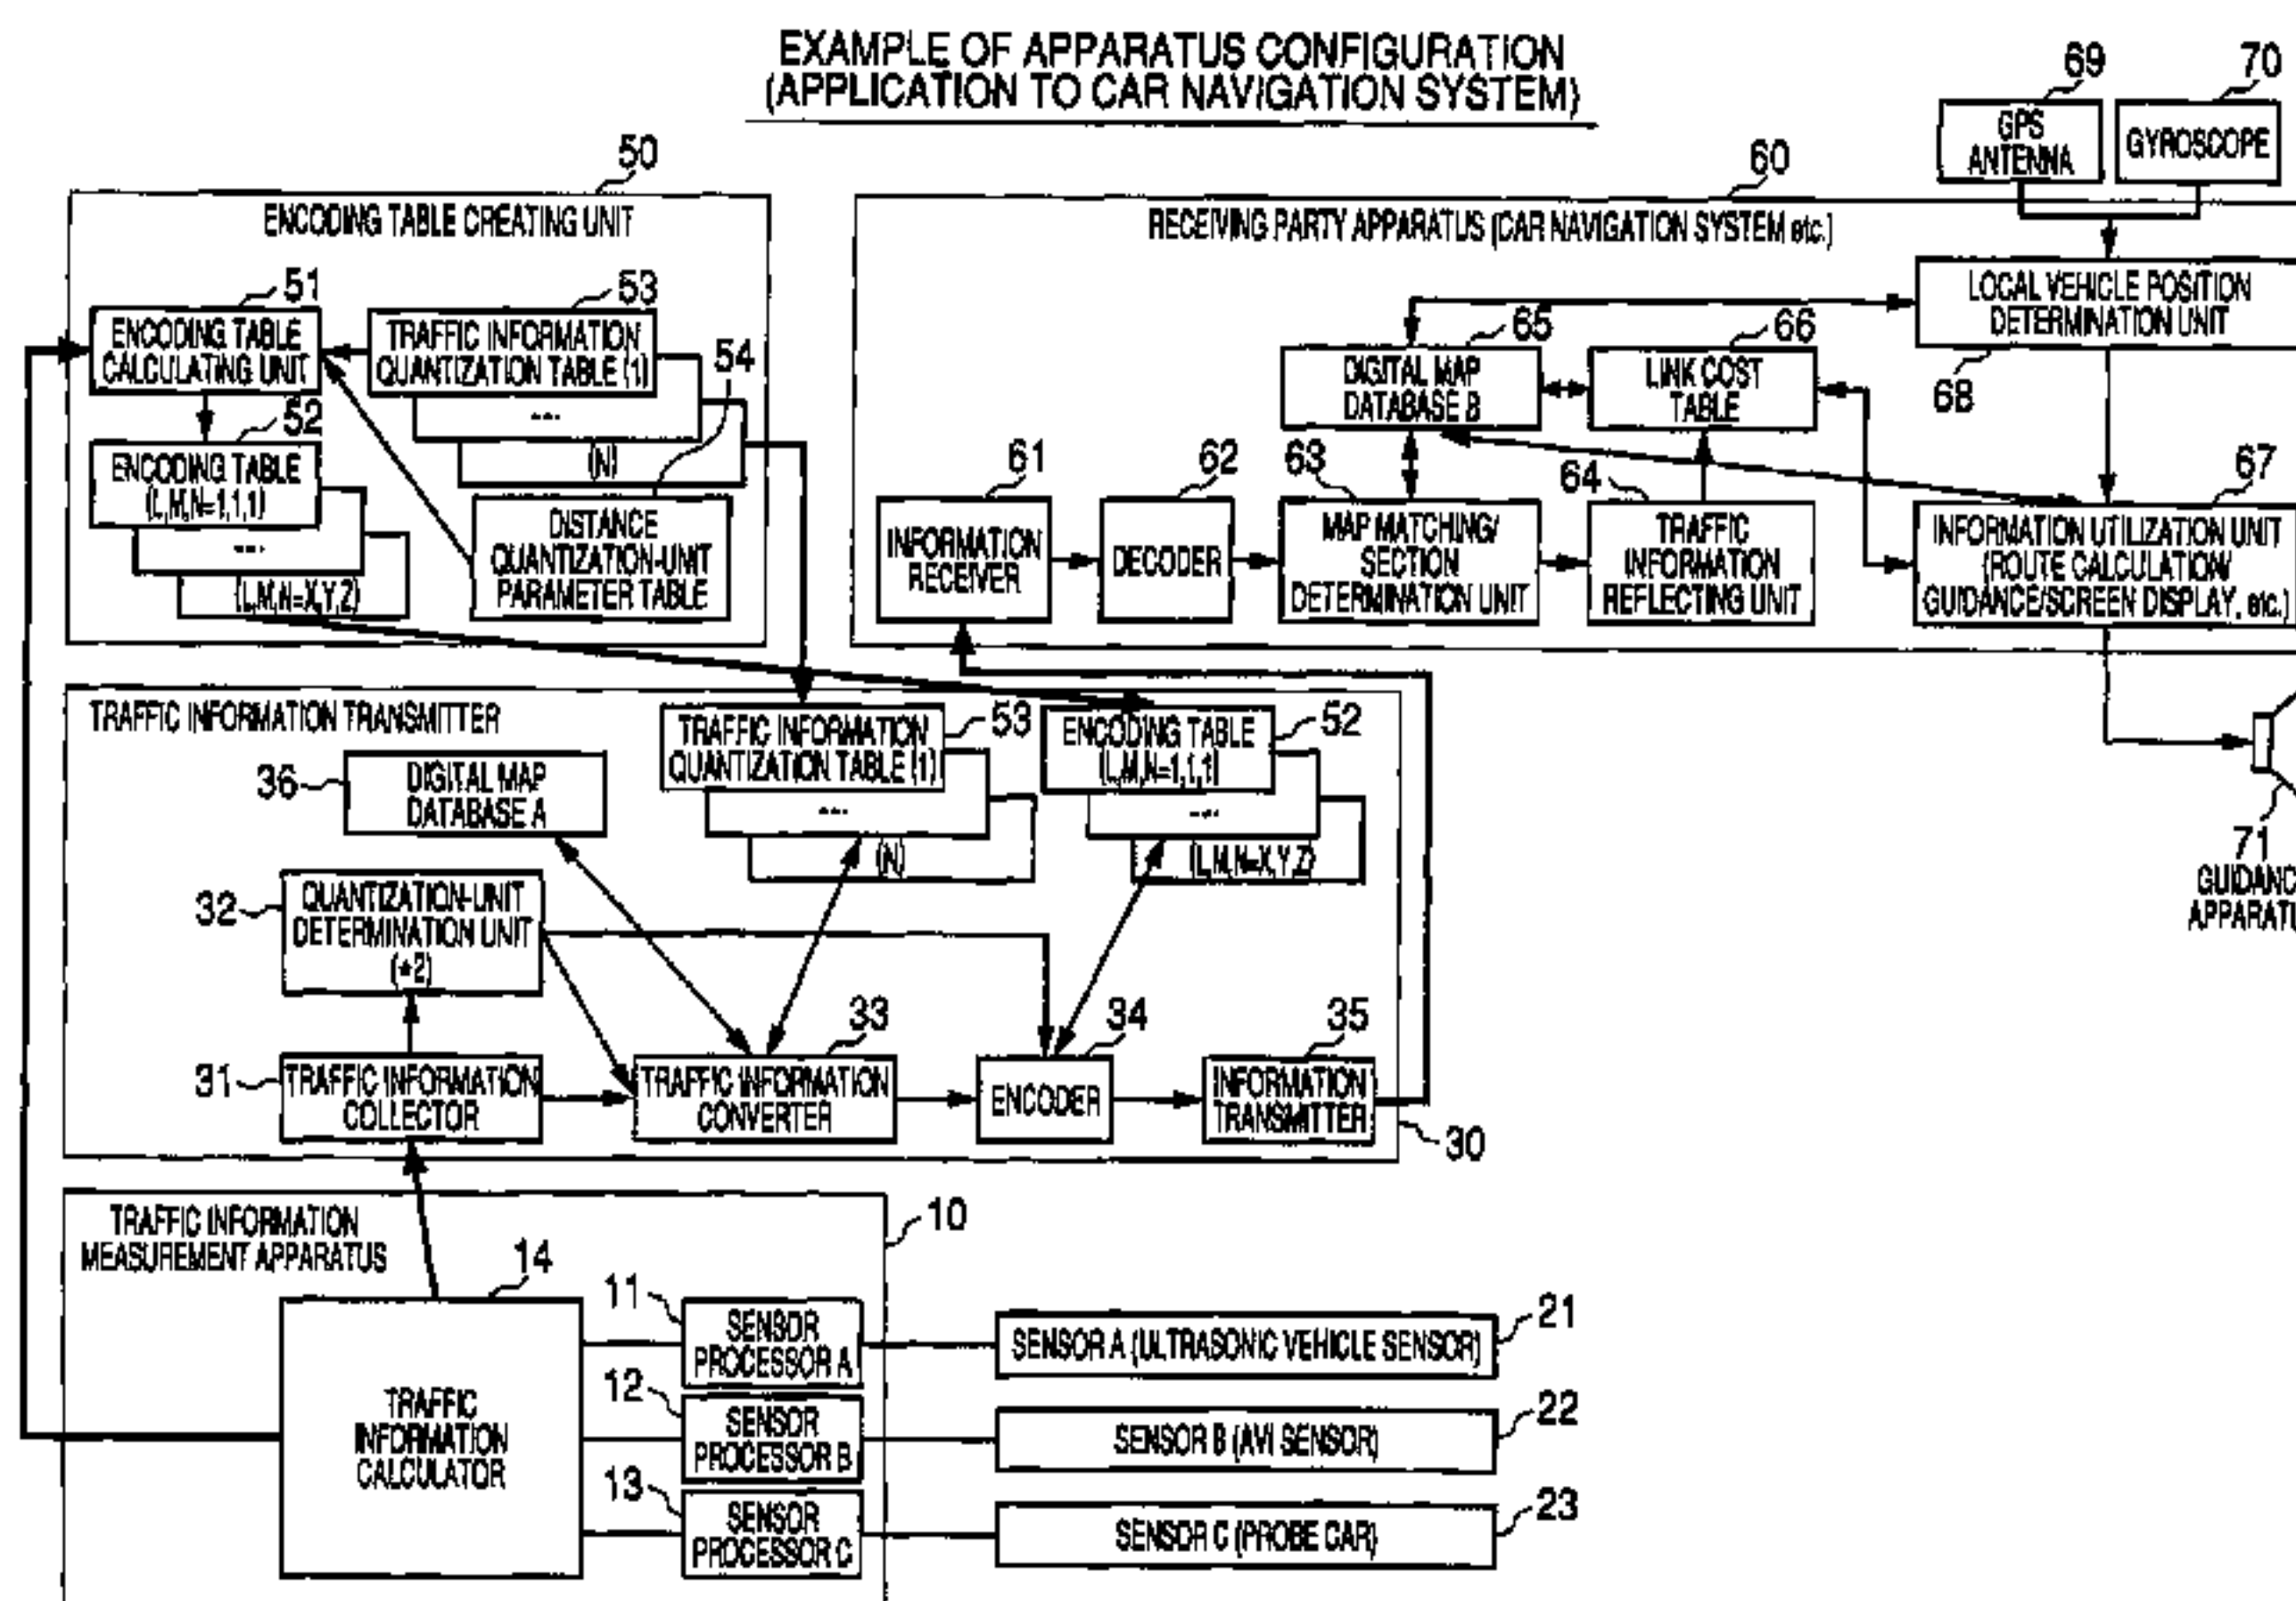 EXAMPLE OF APPARATUS CONFIGURATION
(APPLICATION TO CAR NAVIGATION SYSTEM)
50
ENCODING TABLE CREATING UNIT
51
ENCODING TABLE
CALCULATING UNIT
53
TRAFFIC INFORMATION
QUANTIZATION TABLE (1)
...
(N)
54
52
ENCODING TABLE
(L,M,N=1,1,1)
...
(L,M,N=X,Y,Z)
DISTANCE
QUANTIZATION-UNIT
PARAMETER TABLE
60
RECEIVING PARTY APPARATUS (CAR NAVIGATION SYSTEM etc.)
69
GPS
ANTENNA
70
GYROSCOPE
LOCAL VEHICLE POSITION
DETERMINATION UNIT
68
65
DIGITAL MAP
DATABASE B
66
LINK COST
TABLE
61
INFORMATION
RECEIVER
62
DECODER
63
MAP MATCHING/
SECTION
DETERMINATION UNIT
64
TRAFFIC
INFORMATION
REFLECTING UNIT
67
INFORMATION UTILIZATION UNIT
(ROUTE CALCULATION/
GUIDANCE/SCREEN DISPLAY, etc.)
71
GUIDANC
APPARATU
TRAFFIC INFORMATION TRANSMITTER
36
DIGITAL MAP
DATABASE A
TRAFFIC INFORMATION
QUANTIZATION TABLE (1)
53
...
(N)
ENCODING TABLE
(L,M,N=1,1,1)
52
...
(L,M,N=X,Y,Z)
32
QUANTIZATION-UNIT
DETERMINATION UNIT
(*2)
31
TRAFFIC INFORMATION
COLLECTOR
33
TRAFFIC INFORMATION
CONVERTER
34
ENCODER
35
INFORMATION
TRANSMITTER
30
TRAFFIC INFORMATION
MEASUREMENT APPARATUS
10
14
TRAFFIC
INFORMATION
CALCULATOR
11
SENSOR
PROCESSOR A
SENSOR A (ULTRASONIC VEHICLE SENSOR)
21
12
SENSOR
PROCESSOR B
SENSOR B (AVI SENSOR)
22
13
SENSOR
PROCESSOR C
SENSOR C (PROBE CAR)
23